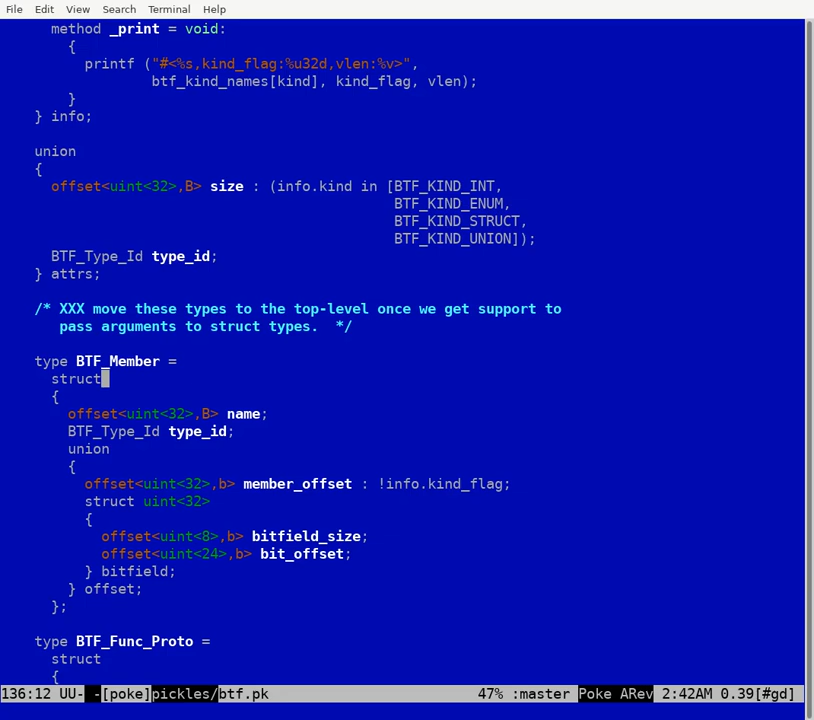 File Edit View Search Terminal Help
method _print = void:
{
printf ("#<%s,kind_flag:%u32d,vlen:%v>",
btf_kind_names[kind], kind_flag, vlen);
}
} info;
union
{
offset<uint<32>,B> size : (info.kind in [BTF_KIND_INT,
BTF_KIND_ENUM,
BTF_KIND_STRUCT,
BTF_KIND_UNION]);
BTF_Type_Id type_id;
} attrs;
/* XXX move these types to the top-level once we get support to
pass arguments to struct types.  */
type BTF_Member =
struct
{
offset<uint<32>,B> name;
BTF_Type_Id type_id;
union
{
offset<uint<32>,b> member_offset : !info.kind_flag;
struct uint<32>
{
offset<uint<8>,b> bitfield_size;
offset<uint<24>,b> bit_offset;
} bitfield;
} offset;
};
type BTF_Func_Proto =
struct
{
136:12 UU- -[poke]pickles/btf.pk 47% :master Poke ARev 2:42AM 0.39[#gd]